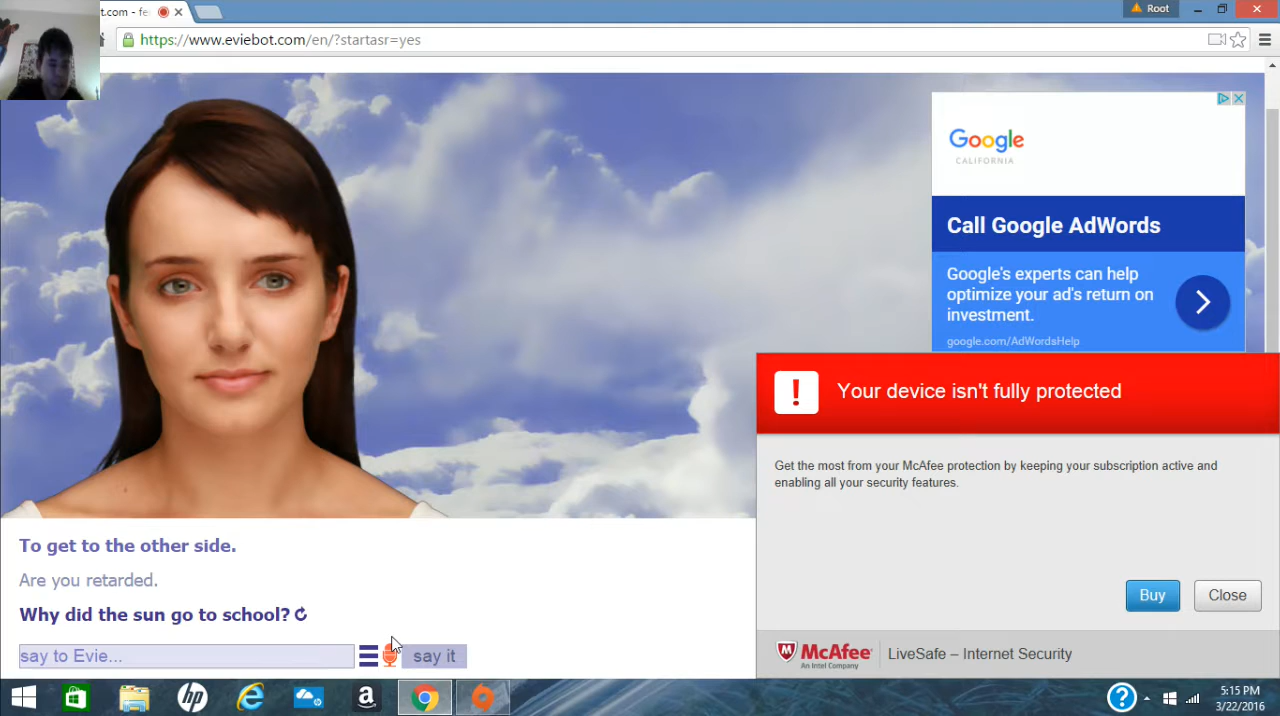 t.com - fe
Root
https://www.eviebot.com/en/?startasr=yes
Google
CALIFORNIA
Call Google AdWords
Google's experts can help
optimize your ad's return on
investment.
google.com/AdWordsHelp
! Your device isn't fully protected
Get the most from your McAfee protection by keeping your subscription active and
enabling all your security features.
Buy Close
McAfee LiveSafe – Internet Security
An Intel Company
To get to the other side.
Are you retarded.
Why did the sun go to school?
say to Evie... say it
hp
a
?
5:15 PM
3/22/2016